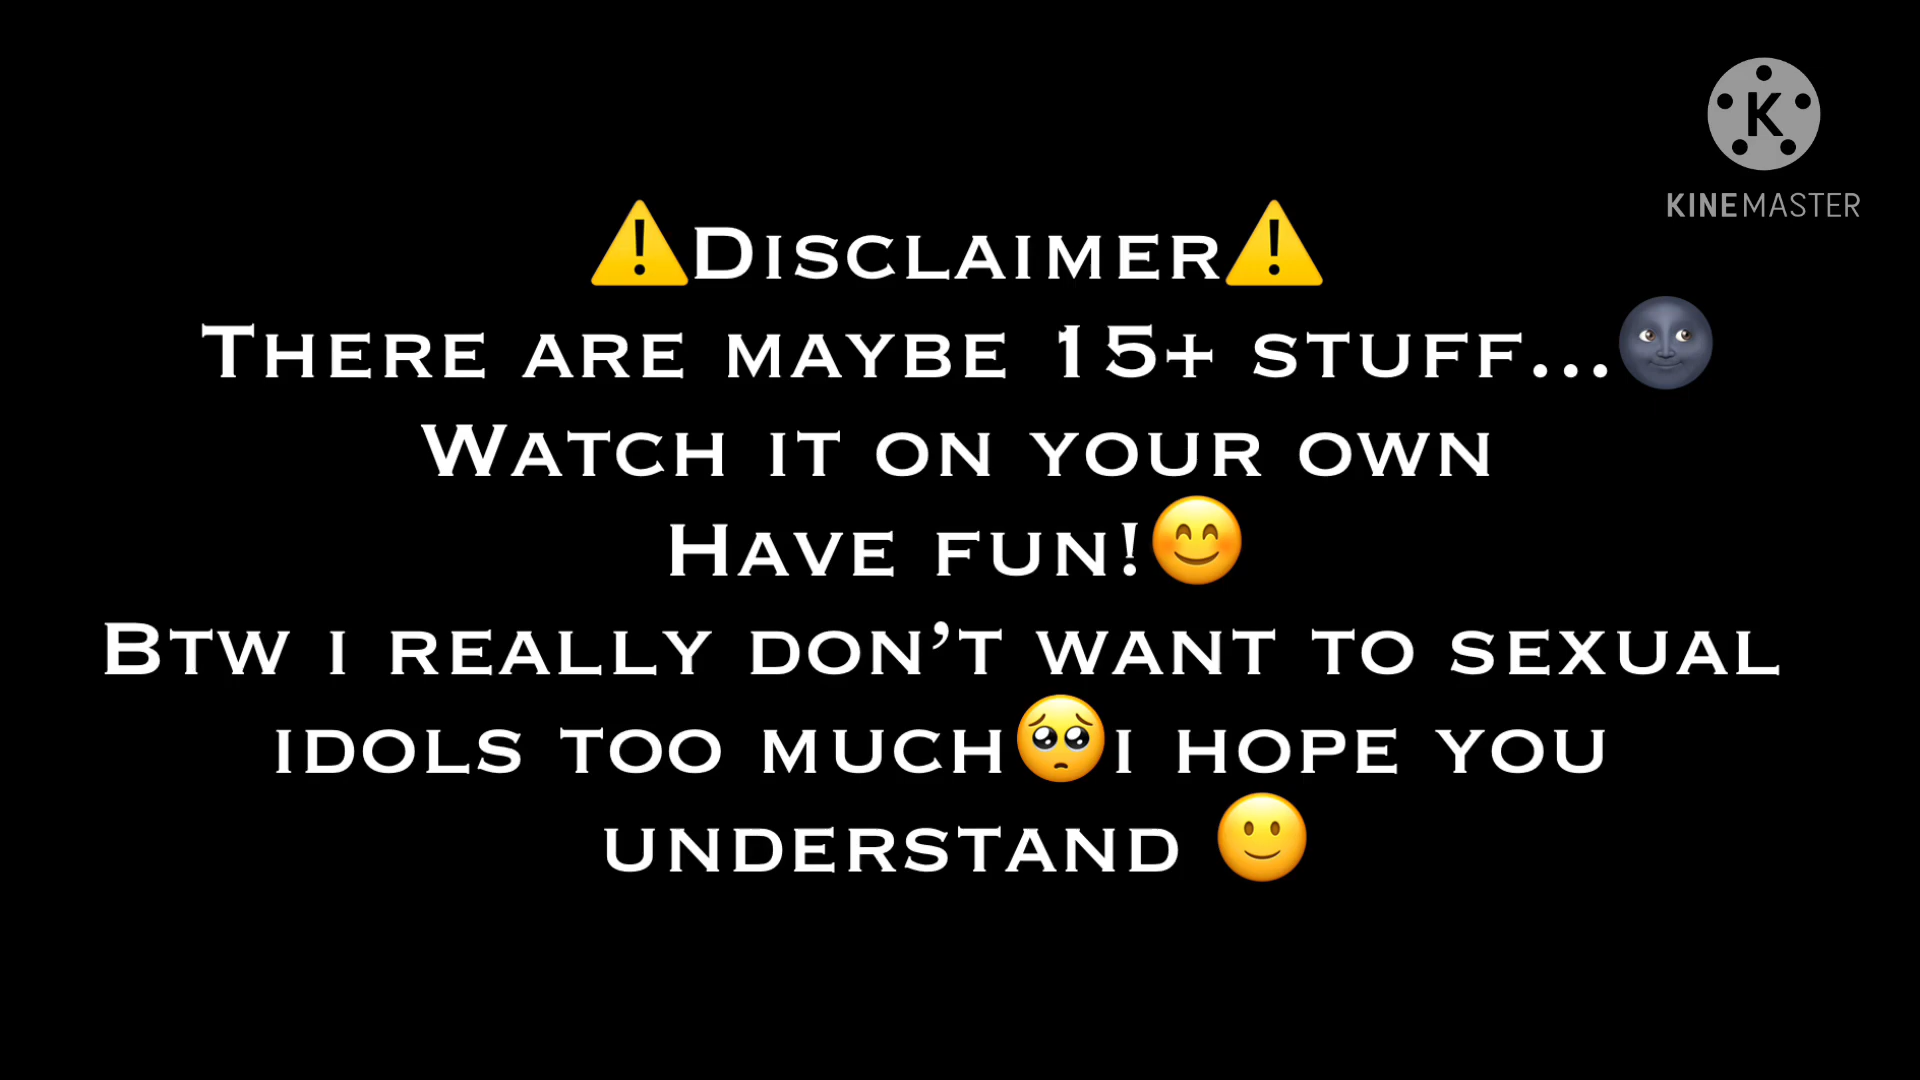 K
KINEMASTER
⚠️Disclaimer⚠️
There are maybe 15+ stuff...🌚
Watch it on your own
Have fun!😊
Btw i really don’t want to sexual
idols too much🥺i hope you
understand 🙂